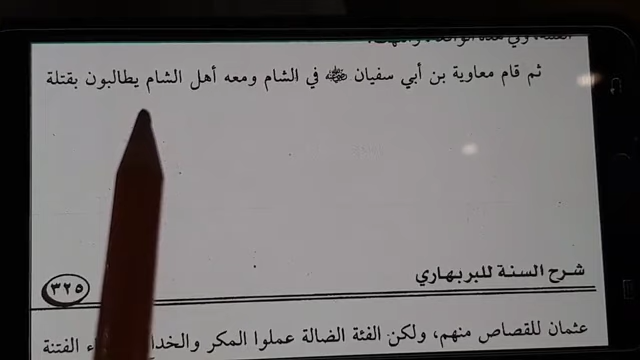 ثم قام معاوية بن أبي سفيان ﷺ في الشام ومعه أهل الشام يطالبون بقتلة
شرح السنة للبربهاري
٣٢٥
عثمان للقصاص منهم، ولكن الفئة الضالة عملوا المكر والخداع الفتنة